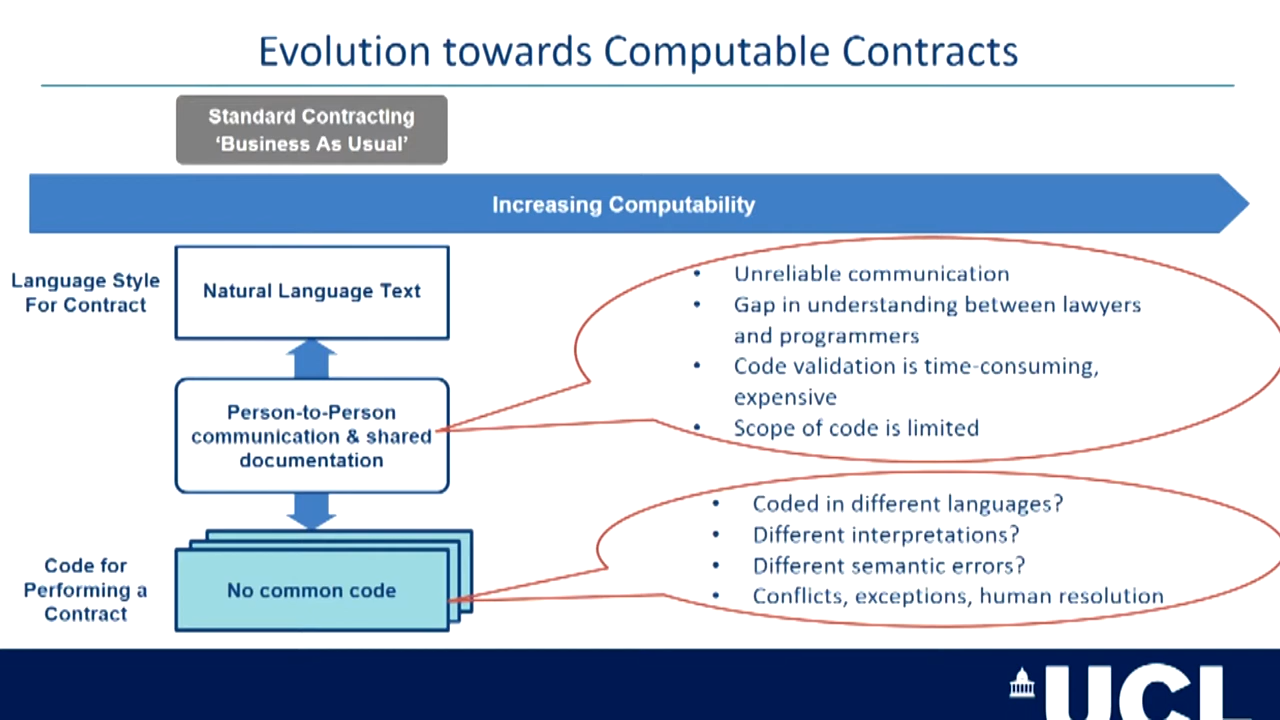 Evolution towards Computable Contracts
Standard Contracting
‘Business As Usual’
Increasing Computability
Language Style
For Contract
Natural Language Text
• Unreliable communication
• Gap in understanding between lawyers
and programmers
• Code validation is time-consuming,
expensive
• Scope of code is limited
Person-to-Person
communication & shared
documentation
• Coded in different languages?
• Different interpretations?
• Different semantic errors?
• Conflicts, exceptions, human resolution
Code for
Performing a
Contract
No common code
UCL